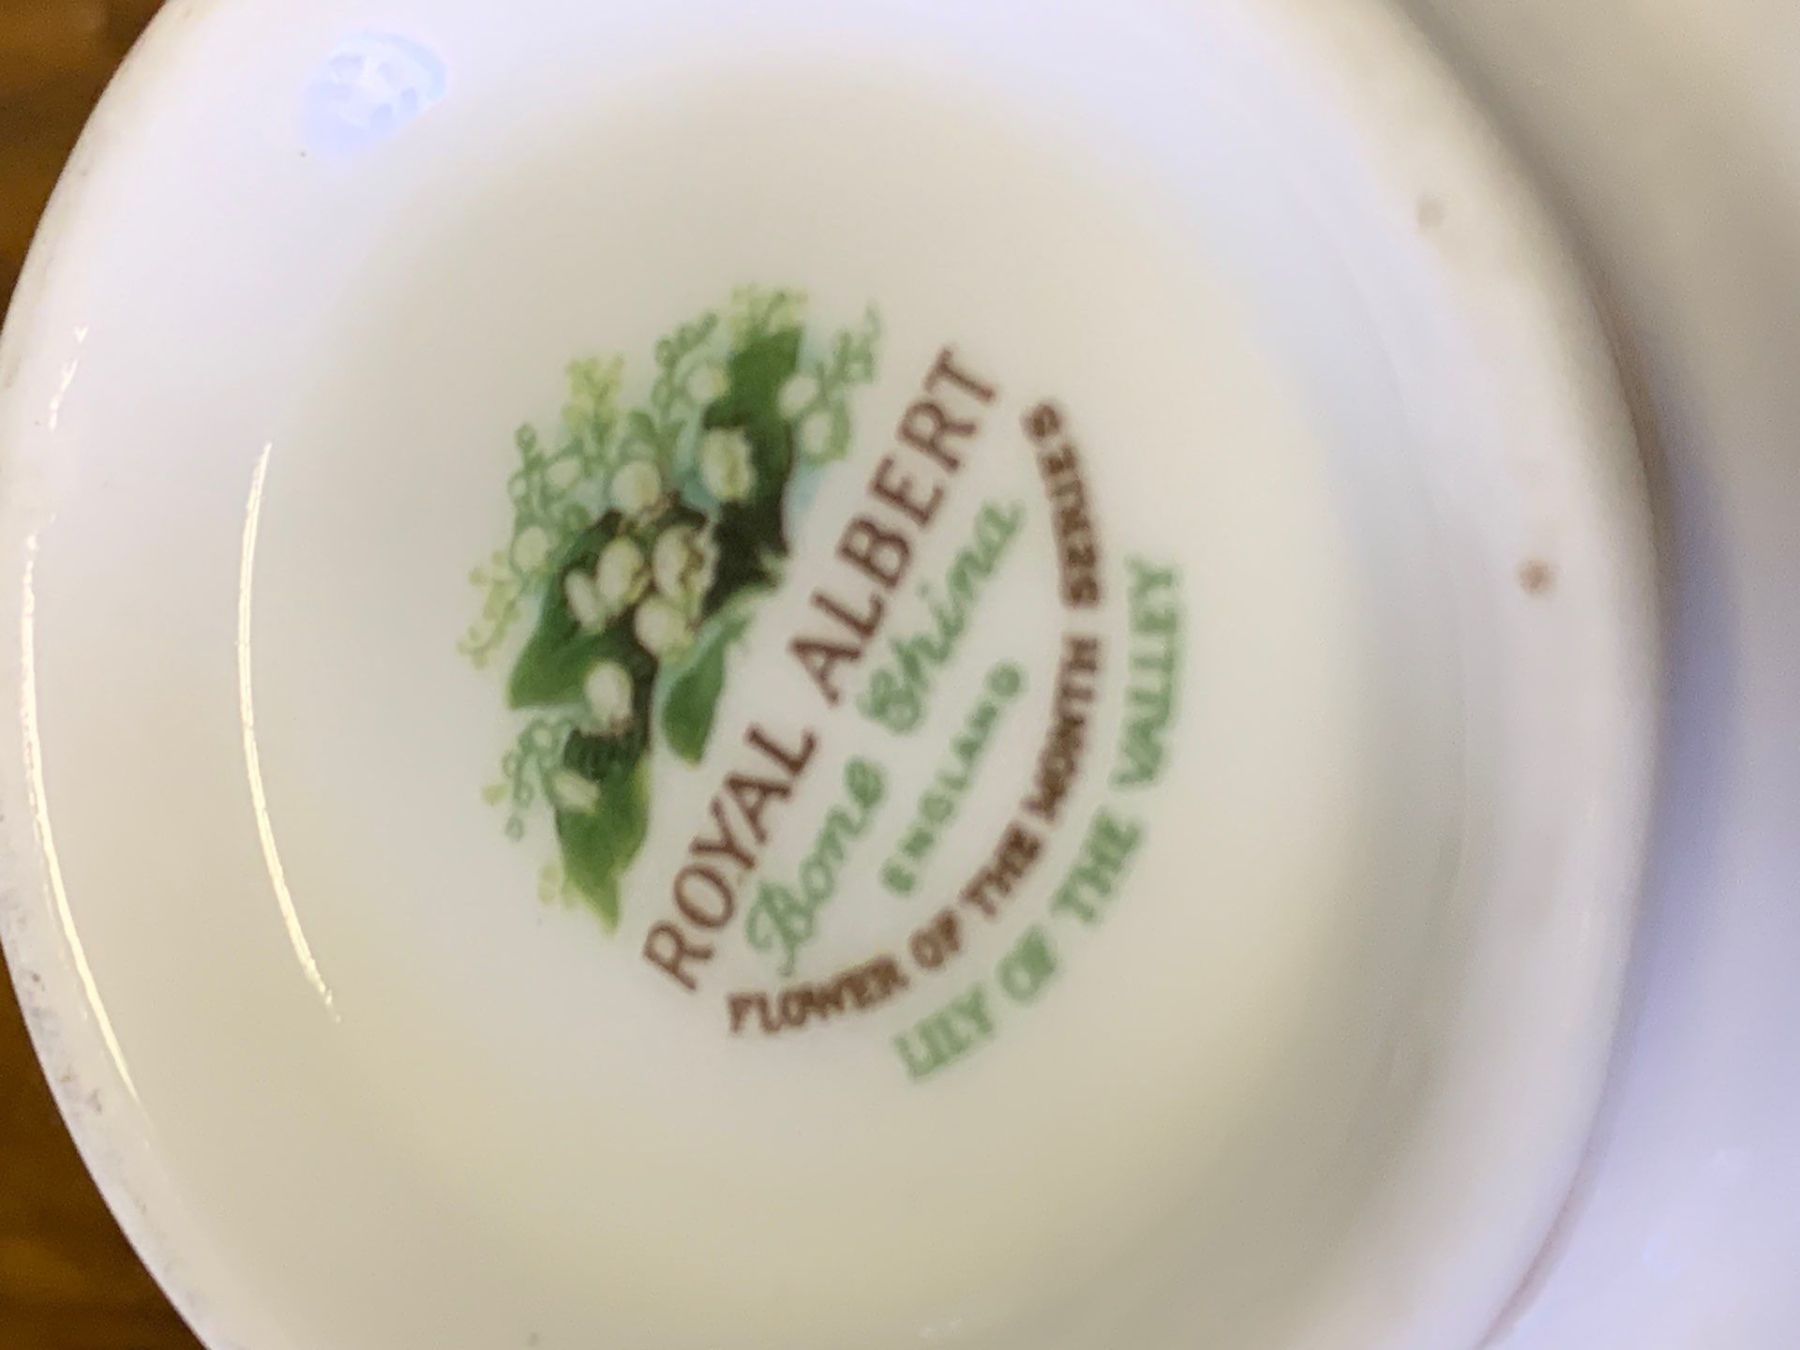 ROYAL ALBERT
Bone China
ENGLAND
FLOWER OF THE MONTH SERIES
LILY OF THE VALLEY